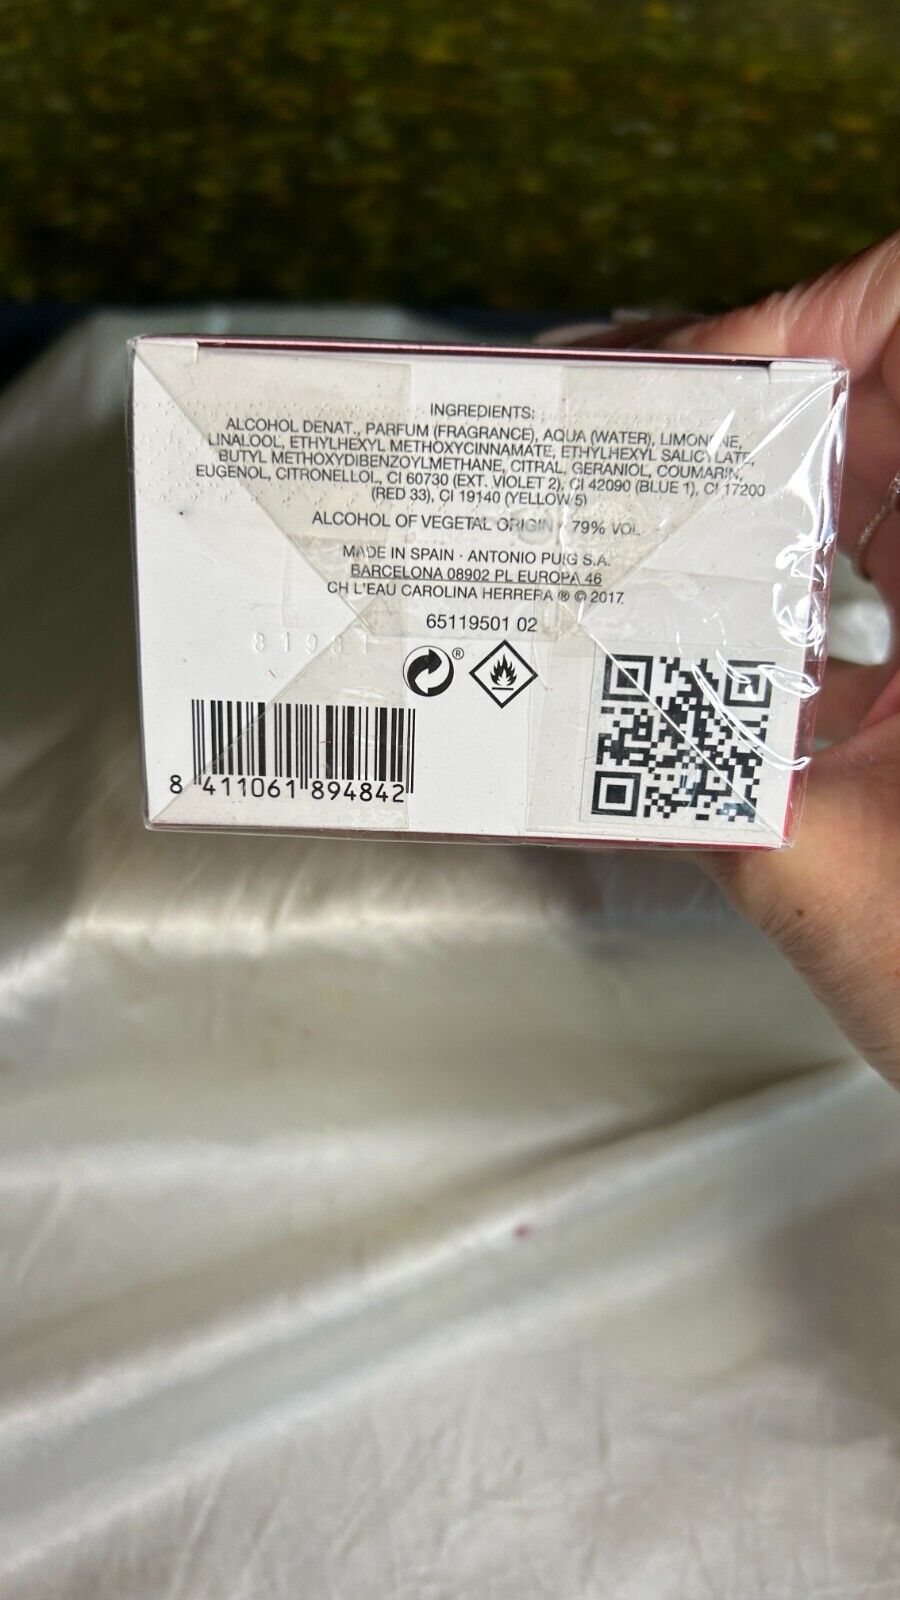 INGREDIENTS:
ALCOHOL DENAT., PARFUM (FRAGRANCE), AQUA (WATER), LIMONENE,
LINALOOL, ETHYLHEXYL METHOXYCINNAMATE, ETHYLHEXYL SALICYLATE,
BUTYL METHOXYDIBENZOYLMETHANE, CITRAL, GERANIOL, COUMARIN,
EUGENOL, CITRONELLOL, CI 60730 (EXT. VIOLET 2), CI 42090 (BLUE 1), CI 17200
(RED 33), CI 19140 (YELLOW 5)
ALCOHOL OF VEGETAL ORIGIN · 79% VOL.
MADE IN SPAIN · ANTONIO PUIG S.A.
BARCELONA 08902 PL EUROPA 46
CH L'EAU CAROLINA HERRERA ® © 2017.
65119501 02
®
8 411061 894842